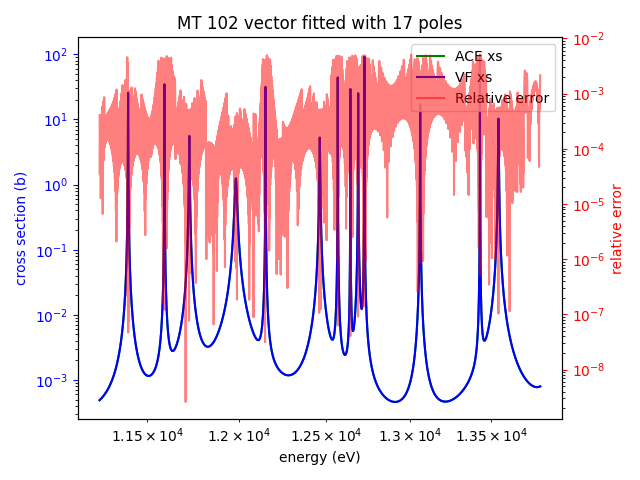 MT 102 vector fitted with 17 poles
ACE xs
VF xs
Relative error
cross section (b)
10²
10¹
10⁰
10⁻¹
10⁻²
10⁻³
10⁻²
10⁻³
10⁻⁴
10⁻⁵
10⁻⁶
10⁻⁷
10⁻⁸
relative error
1.15 × 10⁴ 1.2 × 10⁴ 1.25 × 10⁴ 1.3 × 10⁴ 1.35 × 10⁴
energy (eV)